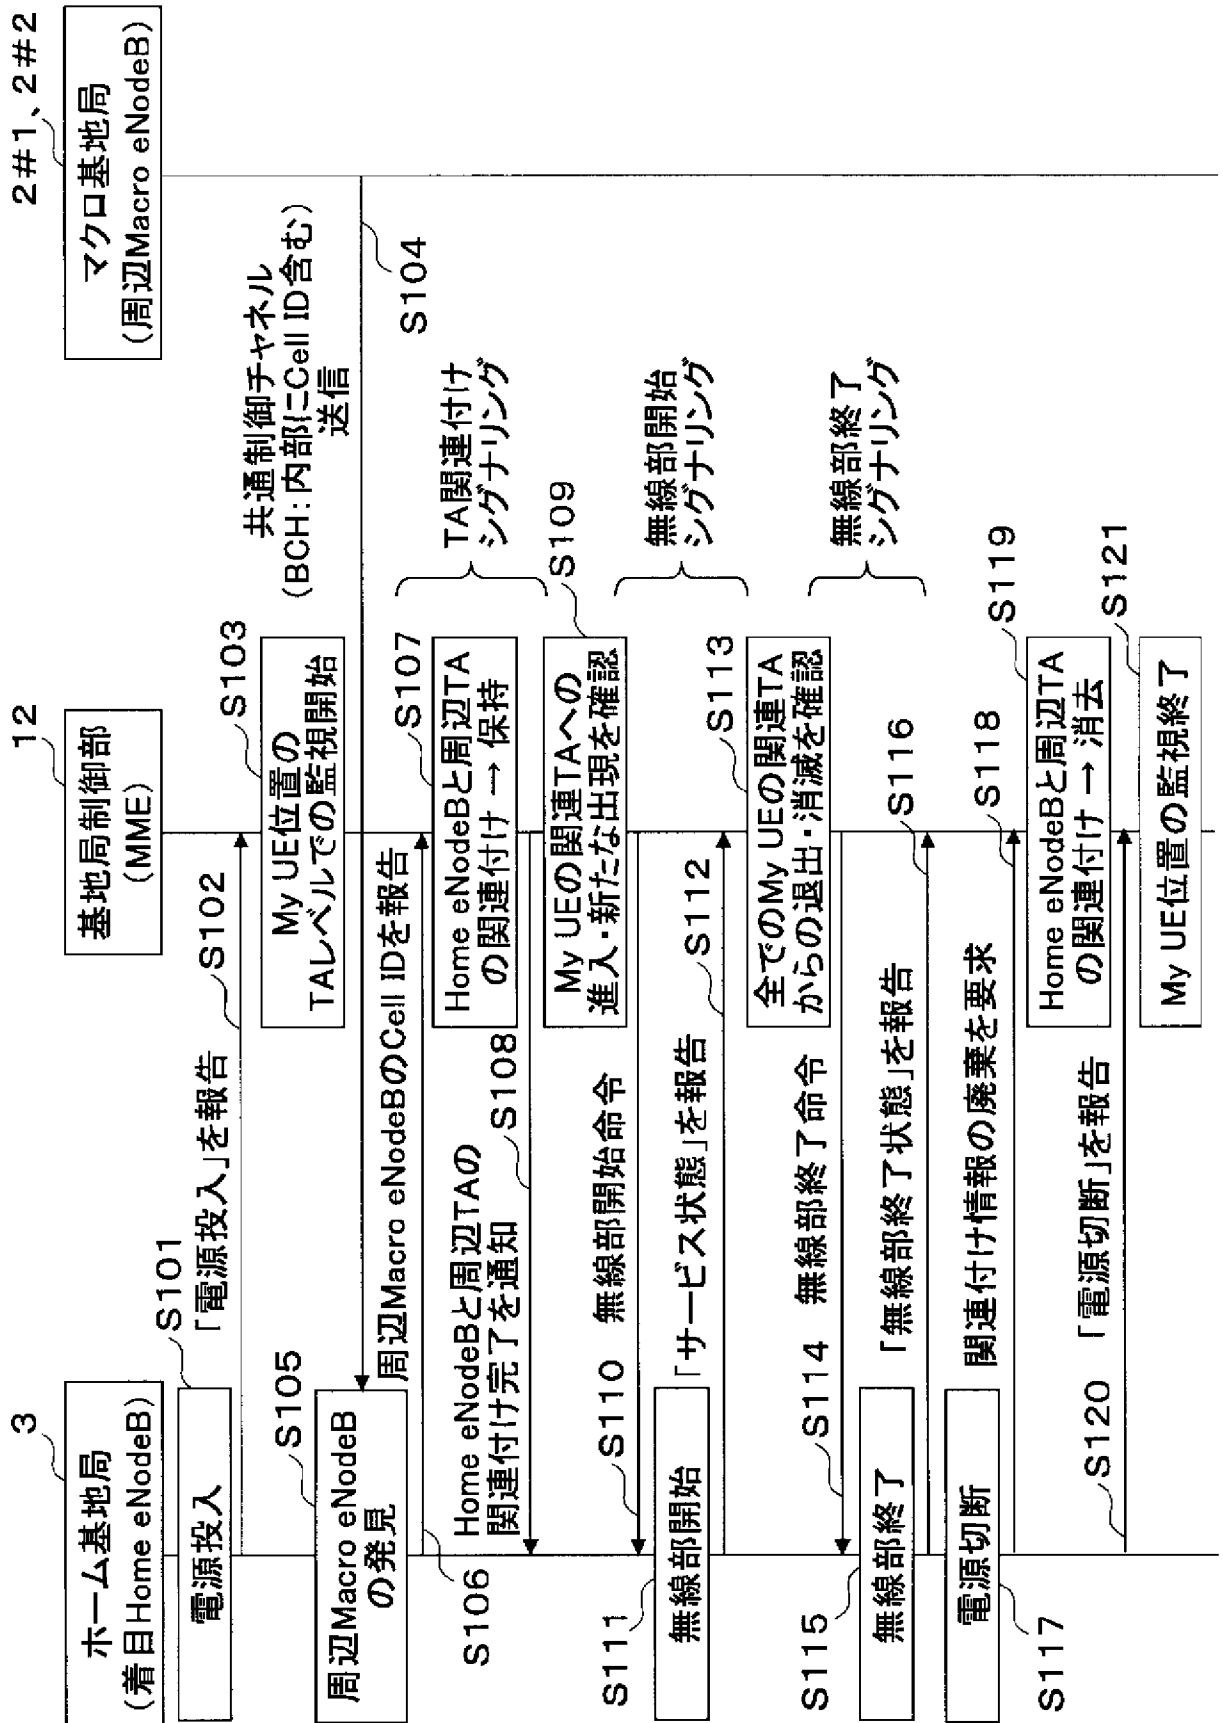 3
ホーム基地局
（着目Home eNodeB）
12
基地局制御部
（MME）
2#1、2#2
マクロ基地局
（周辺Macro eNodeB）
S101
電源投入
「電源投入」を報告
S102
S103
My UE位置の
TAレベルでの監視開始
共通制御チャネル
（BCH：内部にCell ID含む）
送信
S104
S105
周辺Macro eNodeB
の発見
周辺Macro eNodeBのCell IDを報告
S106
S107
Home eNodeBと周辺TA
の関連付け → 保持
TA関連付け
シグナリング
Home eNodeBと周辺TAの
関連付け完了を通知
S108
S109
My UEの関連TAへの
進入・新たな出現を確認
S110
無線部開始命令
無線部開始
シグナリング
S111
無線部開始
「サービス状態」を報告
S112
S113
全てのMy UEの関連TA
からの退出・消滅を確認
S114
無線部終了命令
無線部終了
シグナリング
S115
無線部終了
「無線部終了状態」を報告
S116
電源切断
S117
関連付け情報の廃棄を要求
S118
S119
Home eNodeBと周辺TA
の関連付け → 消去
S120
「電源切断」を報告
S121
My UE位置の監視終了